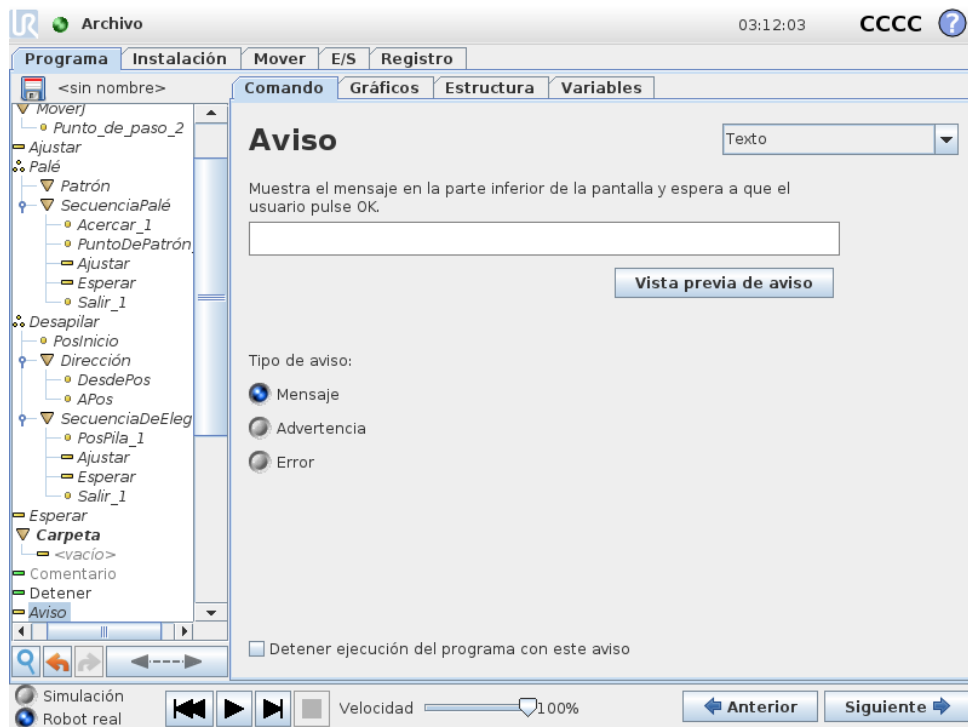 Archivo
03:12:03
CCCC
?
Programa Instalación Mover E/S Registro
<sin nombre>
Comando Gráficos Estructura Variables
MoverJ
Punto_de_paso_2
Ajustar
Palé
Patrón
SecuenciaPalé
Acercar_1
PuntoDePatrón_
Ajustar
Esperar
Salir_1
Desapilar
PosInicio
Dirección
DesdePos
APos
SecuenciaDeEleg
PosPila_1
Ajustar
Esperar
Salir_1
Esperar
Carpeta
<vacío>
Comentario
Detener
Aviso
Aviso
Texto
Muestra el mensaje en la parte inferior de la pantalla y espera a que el
usuario pulse OK.
Vista previa de aviso
Tipo de aviso:
Mensaje
Advertencia
Error
Detener ejecución del programa con este aviso
Simulación
Robot real
Velocidad 100%
Anterior
Siguiente